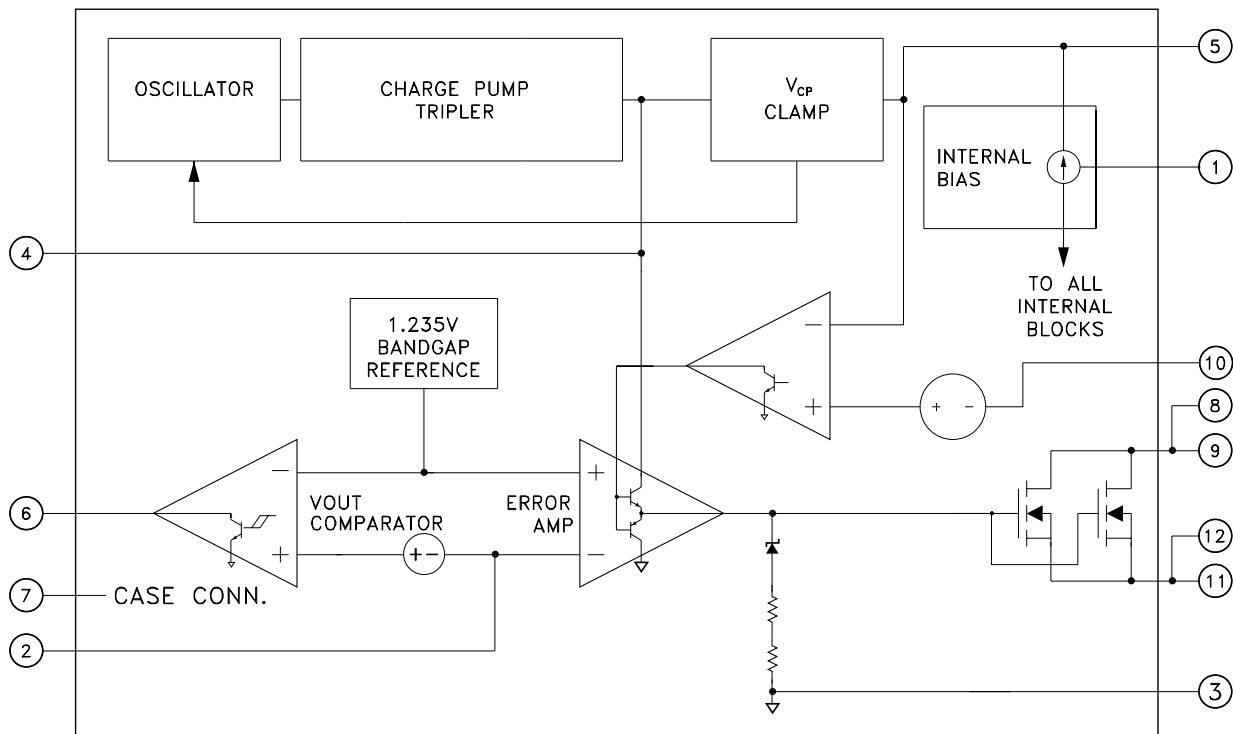 OSCILLATOR
CHARGE PUMP
TRIPLER
VCP
CLAMP
5
INTERNAL
BIAS
1
4
TO ALL
INTERNAL
BLOCKS
1.235V
BANDGAP
REFERENCE
−
+
+ −
10
8
9
6
−
+
VOUT
COMPARATOR
+−
ERROR
AMP
+
−
12
11
7
CASE CONN.
2
3